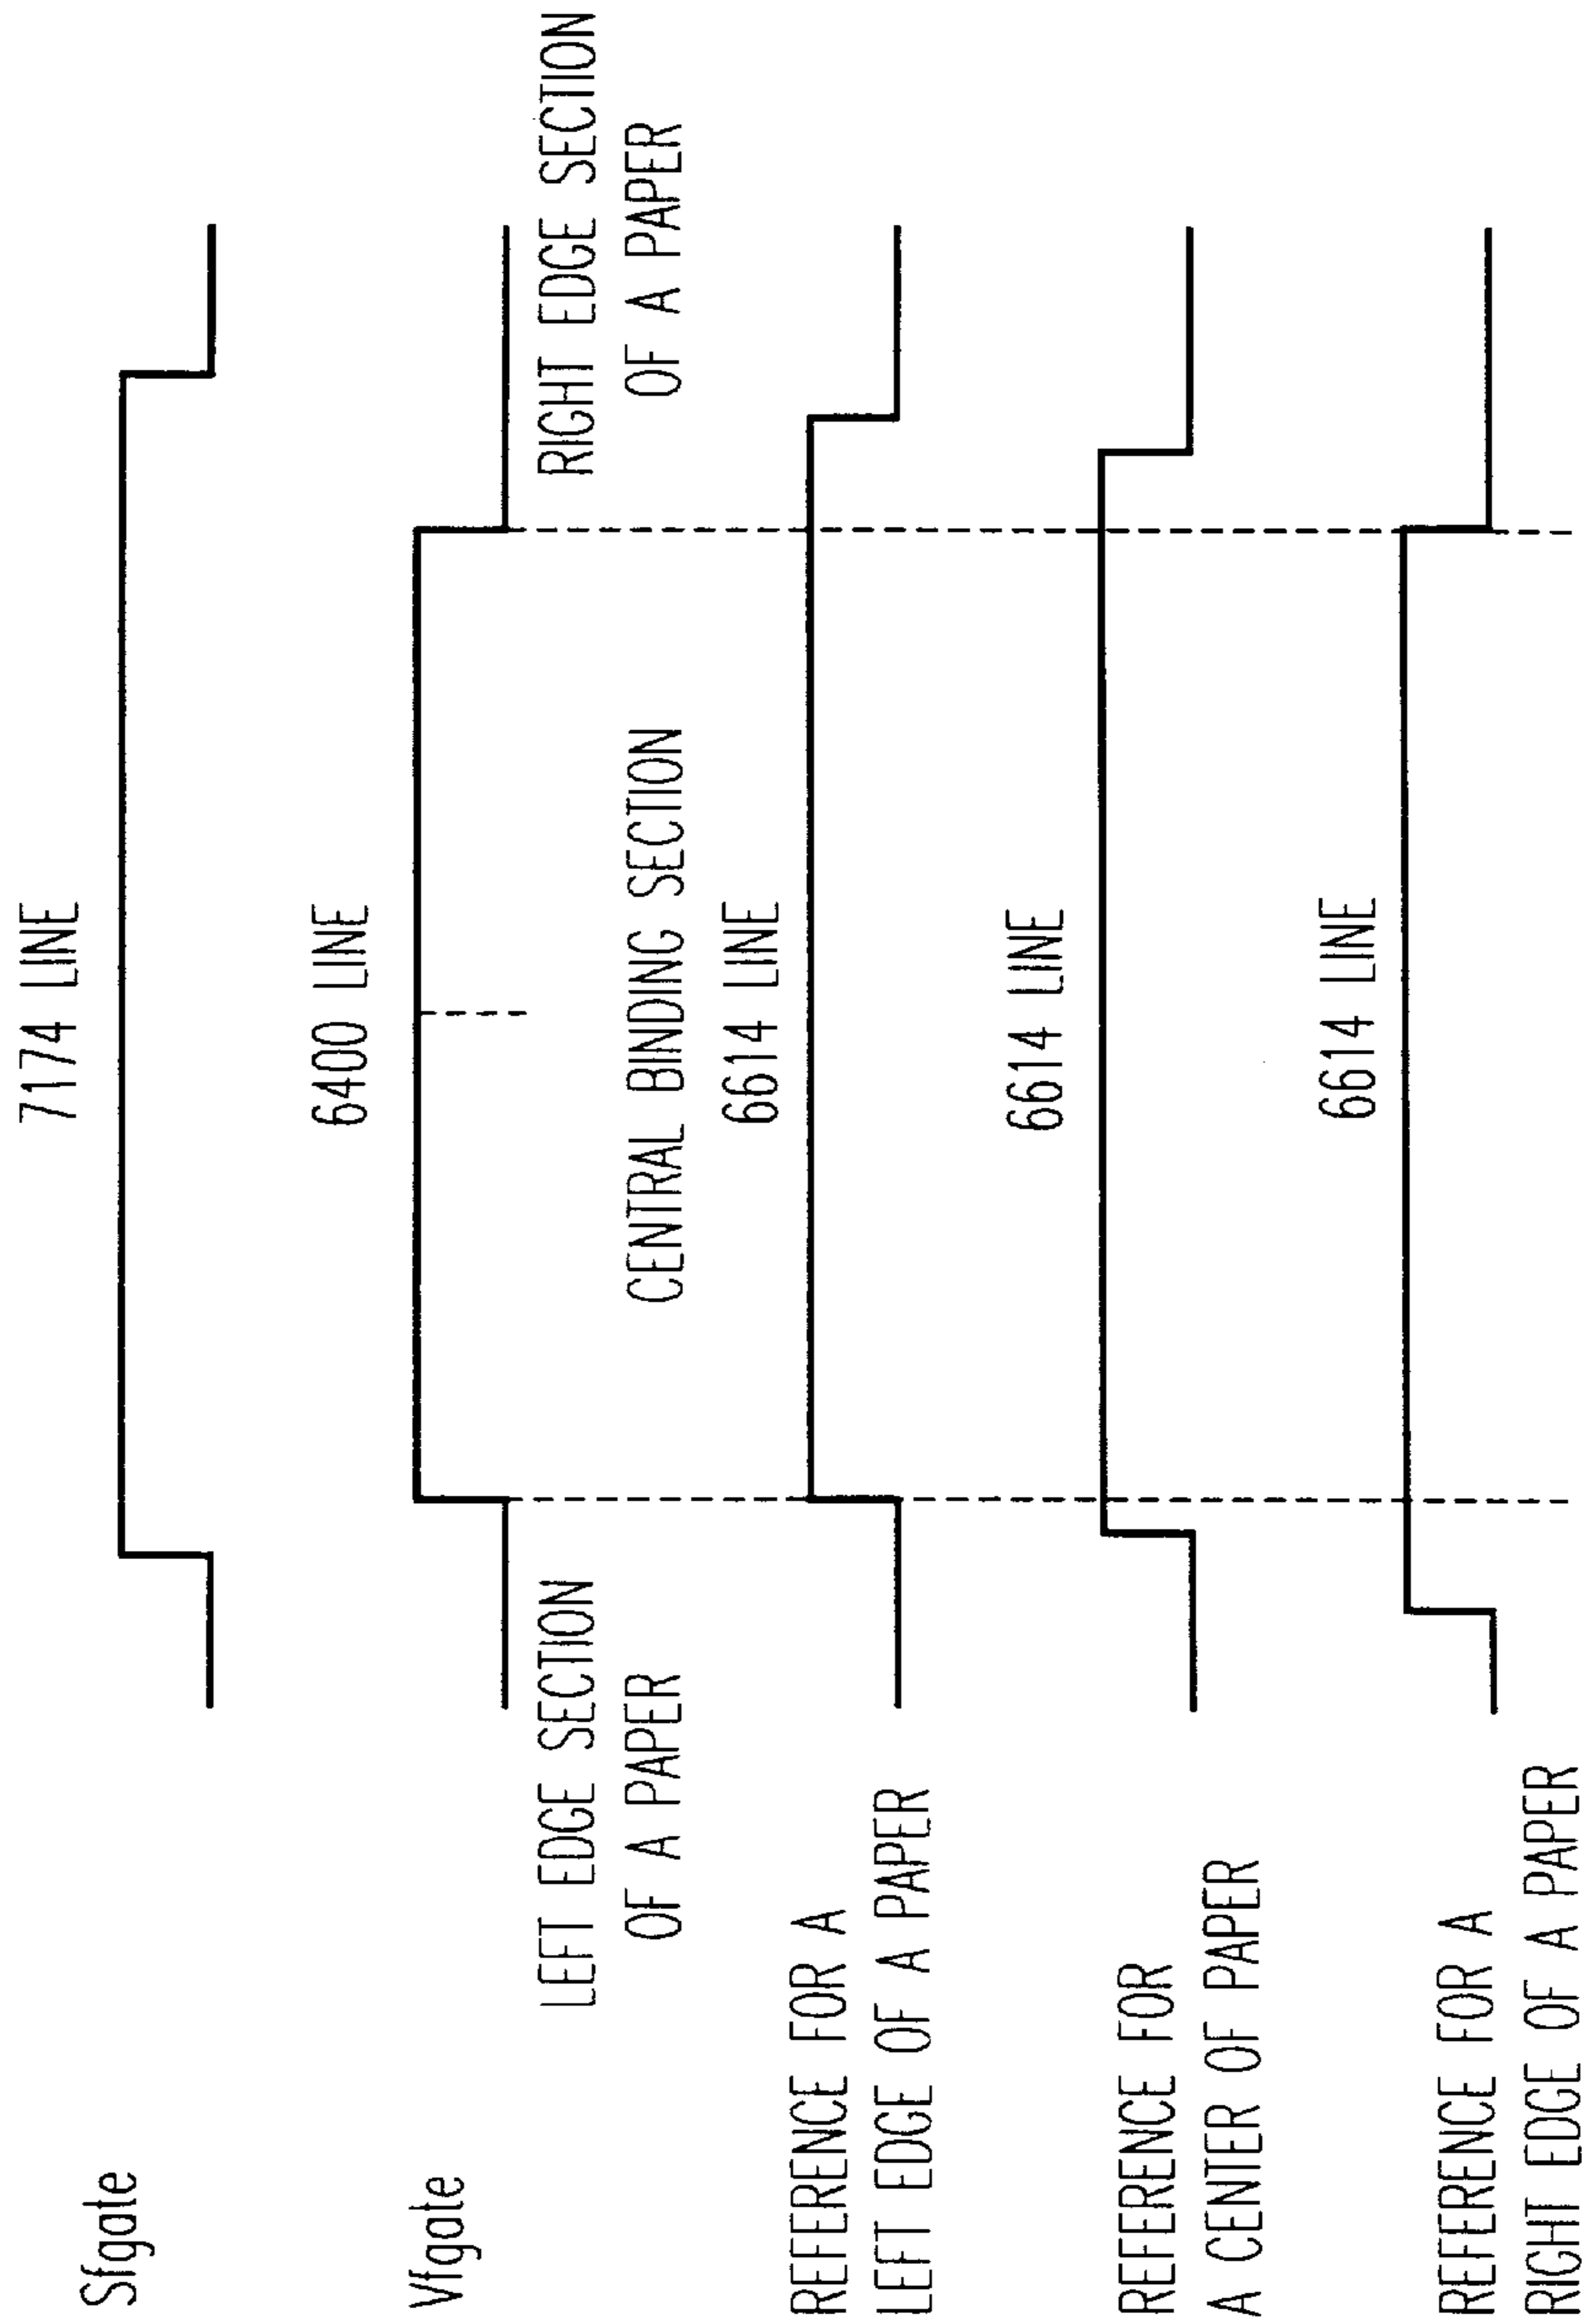 7174 LINE
Sfgate
6400 LINE
Vfgate
LEFT EDGE SECTION
OF A PAPER
RIGHT EDGE SECTION
OF A PAPER
CENTRAL BINDING SECTION
6614 LINE
REFERENCE FOR A
LEFT EDGE OF A PAPER
6614 LINE
REFERENCE FOR
A CENTER OF PAPER
6614 LINE
REFERENCE FOR A
RIGHT EDGE OF A PAPER